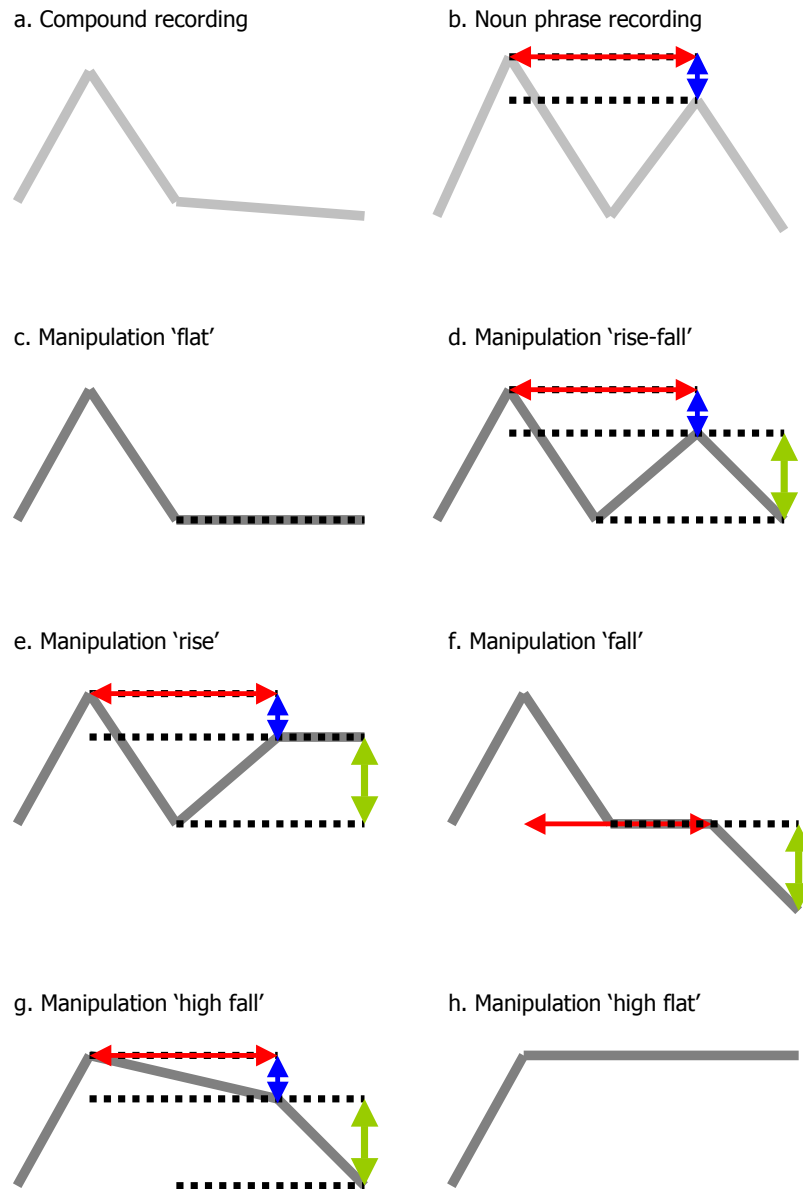 a. Compound recording
b. Noun phrase recording
c. Manipulation ‘flat’
d. Manipulation ‘rise-fall’
e. Manipulation ‘rise’
f. Manipulation ‘fall’
g. Manipulation ‘high fall’
h. Manipulation ‘high flat’